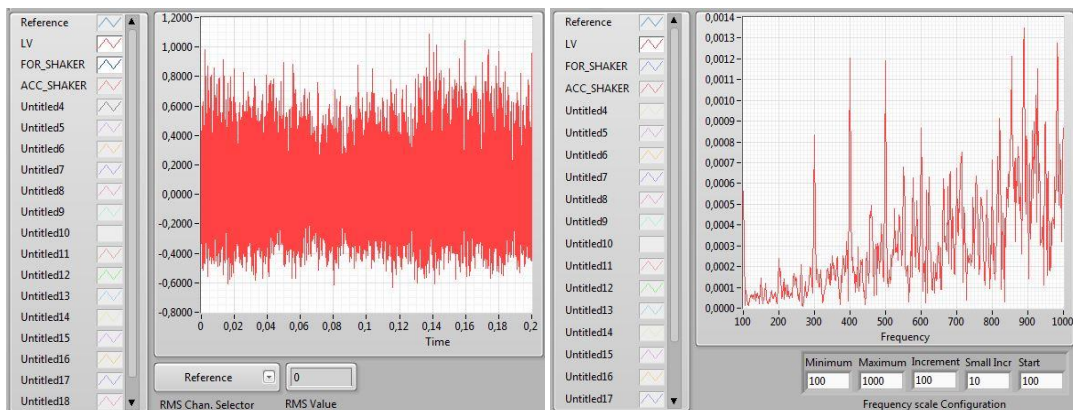 Reference
LV
FOR_SHAKER
ACC_SHAKER
Untitled4
Untitled5
Untitled6
Untitled7
Untitled8
Untitled9
Untitled10
Untitled11
Untitled12
Untitled13
Untitled14
Untitled15
Untitled16
Untitled17
Untitled18
1,2000
1,0000
0,8000
0,6000
0,4000
0,2000
0,0000
-0,2000
-0,4000
-0,6000
-0,8000
0 0,02 0,04 0,06 0,08 0,1 0,12 0,14 0,16 0,18 0,2
Time
Reference 0
RMS Chan. Selector RMS Value
Reference
LV
FOR_SHAKER
ACC_SHAKER
Untitled4
Untitled5
Untitled6
Untitled7
Untitled8
Untitled9
Untitled10
Untitled11
Untitled12
Untitled13
Untitled14
Untitled15
Untitled16
Untitled17
0,0014
0,0013
0,0012
0,0011
0,0010
0,0009
0,0008
0,0007
0,0006
0,0005
0,0004
0,0003
0,0002
0,0001
0,0000
100 200 300 400 500 600 700 800 900 1000
Frequency
Minimum Maximum Increment Small Incr Start
100 1000 100 10 100
Frequency scale Configuration